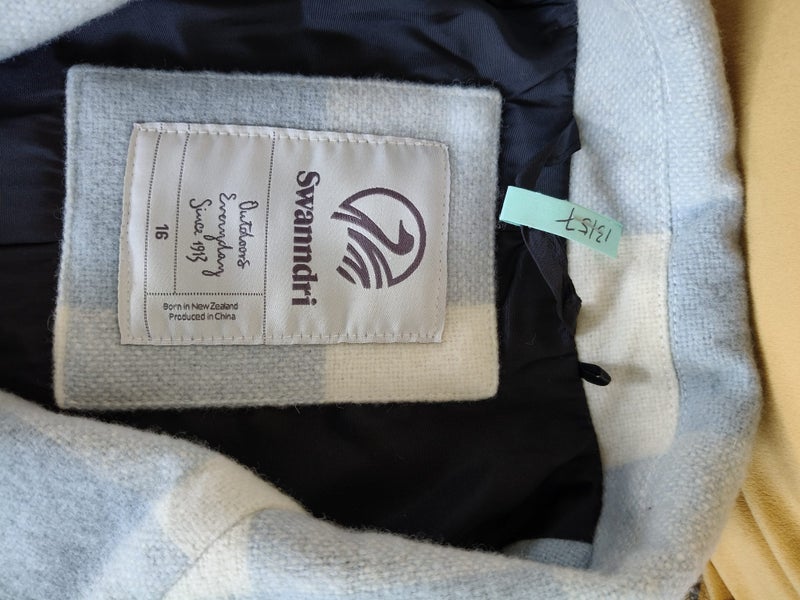 Swanndri
Outdoors
Everyday
Since 1913
16
Born in New Zealand
Produced in China
13157